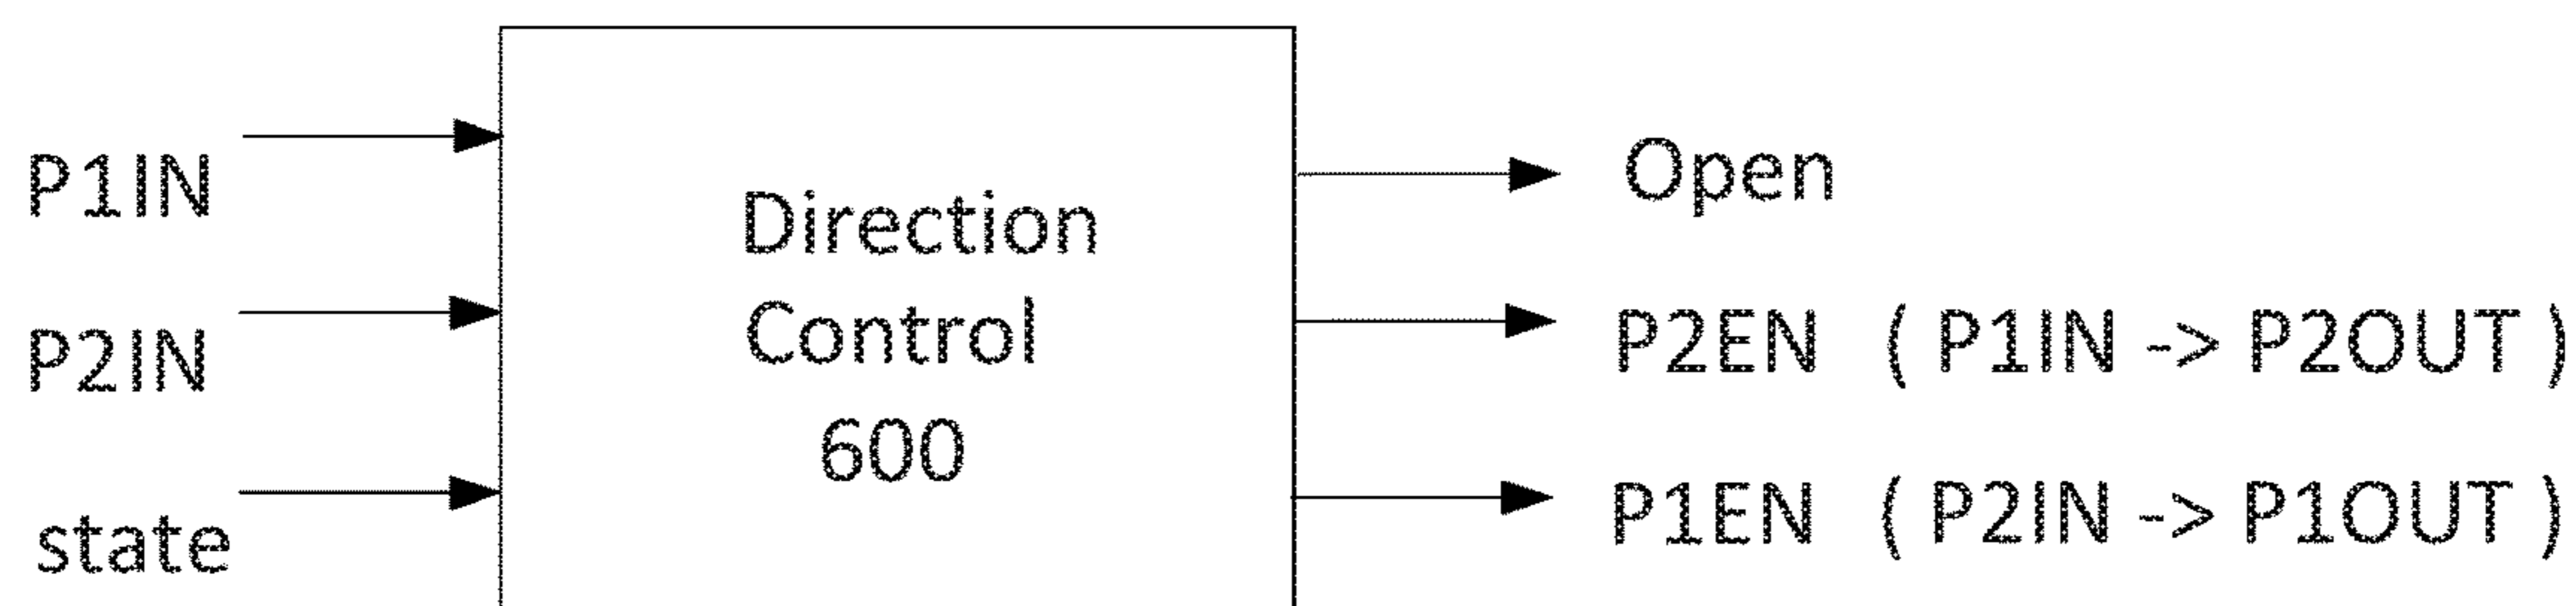 P1IN
P2IN
state
Direction
Control
600
Open
P2EN ( P1IN -> P2OUT )
P1EN ( P2IN -> P1OUT )